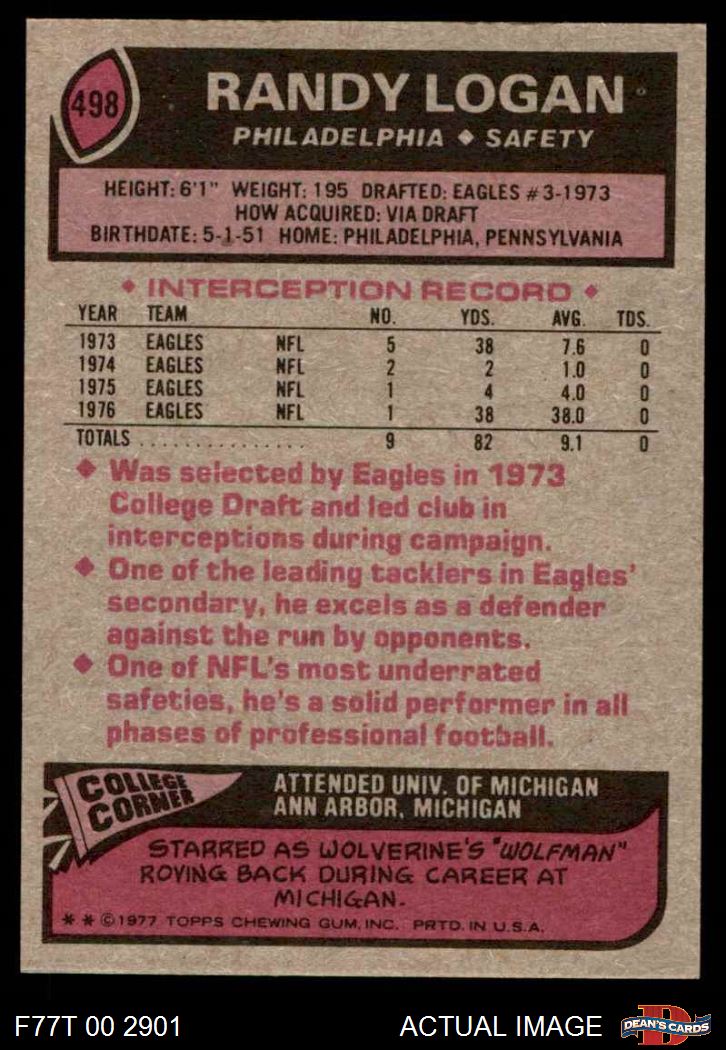 498
RANDY LOGAN
PHILADELPHIA ◆ SAFETY
HEIGHT: 6'1" WEIGHT: 195 DRAFTED: EAGLES #3-1973
HOW ACQUIRED: VIA DRAFT
BIRTHDATE: 5-1-51 HOME: PHILADELPHIA, PENNSYLVANIA
◆ INTERCEPTION RECORD ◆
YEAR TEAM NO. YDS. AVG. TDS.
1973 EAGLES NFL 5 38 7.6 0
1974 EAGLES NFL 2 2 1.0 0
1975 EAGLES NFL 1 4 4.0 0
1976 EAGLES NFL 1 38 38.0 0
TOTALS ................ 9 82 9.1 0
◆ Was selected by Eagles in 1973
College Draft and led club in
interceptions during campaign.
◆ One of the leading tacklers in Eagles'
secondary, he excels as a defender
against the run by opponents.
◆ One of NFL's most underrated
safeties, he's a solid performer in all
phases of professional football.
COLLEGE
CORNER
ATTENDED UNIV. OF MICHIGAN
ANN ARBOR, MICHIGAN
STARRED AS WOLVERINE'S "WOLFMAN"
ROVING BACK DURING CAREER AT
MICHIGAN.
* * ©1977 TOPPS CHEWING GUM, INC. PRTD. IN U.S.A.
F77T 00 2901 ACTUAL IMAGE
D
DEAN'S CARDS